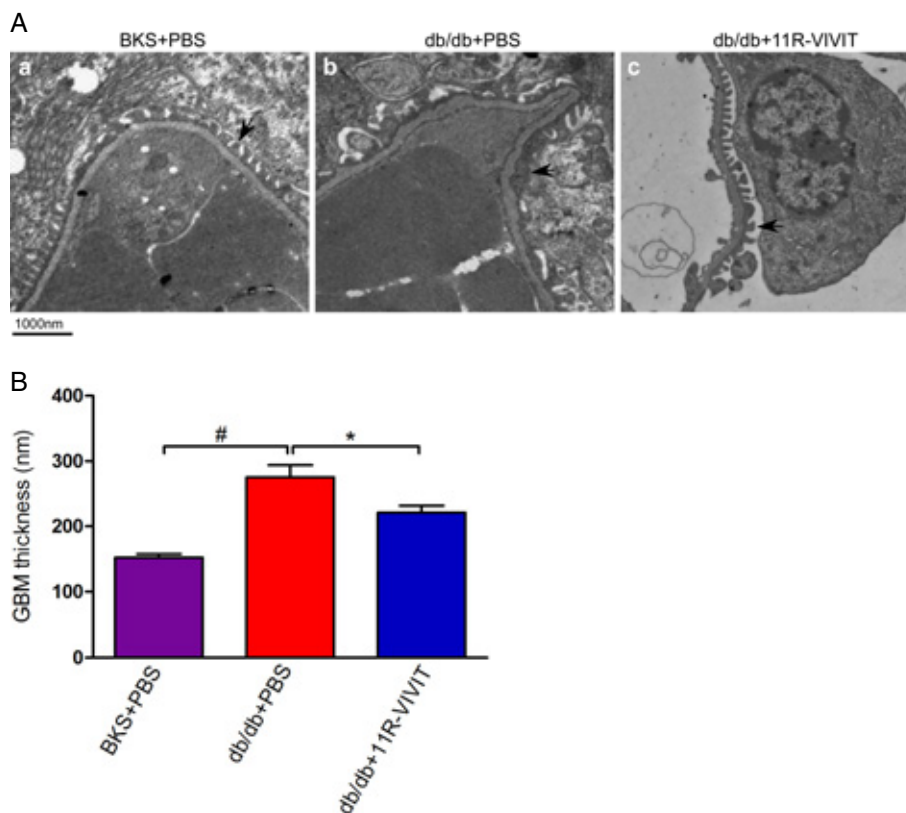 A
BKS+PBS db/db+PBS db/db+11R-VIVIT
a b c
1000nm
B
400
300
200
100
0
GBM thickness (nm)
# *
BKS+PBS
db/db+PBS
db/db+11R-VIVIT